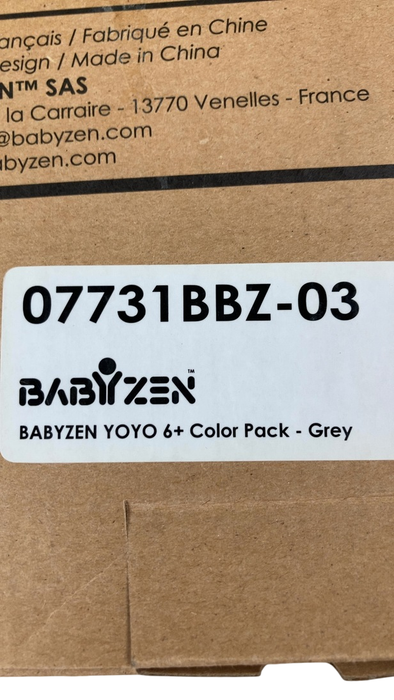 ançais / Fabriqué en Chine
esign / Made in China
N™ SAS
la Carraire - 13770 Venelles - France
@babyzen.com
abyzen.com
07731BBZ-03
BABYZEN™
BABYZEN YOYO 6+ Color Pack - Grey